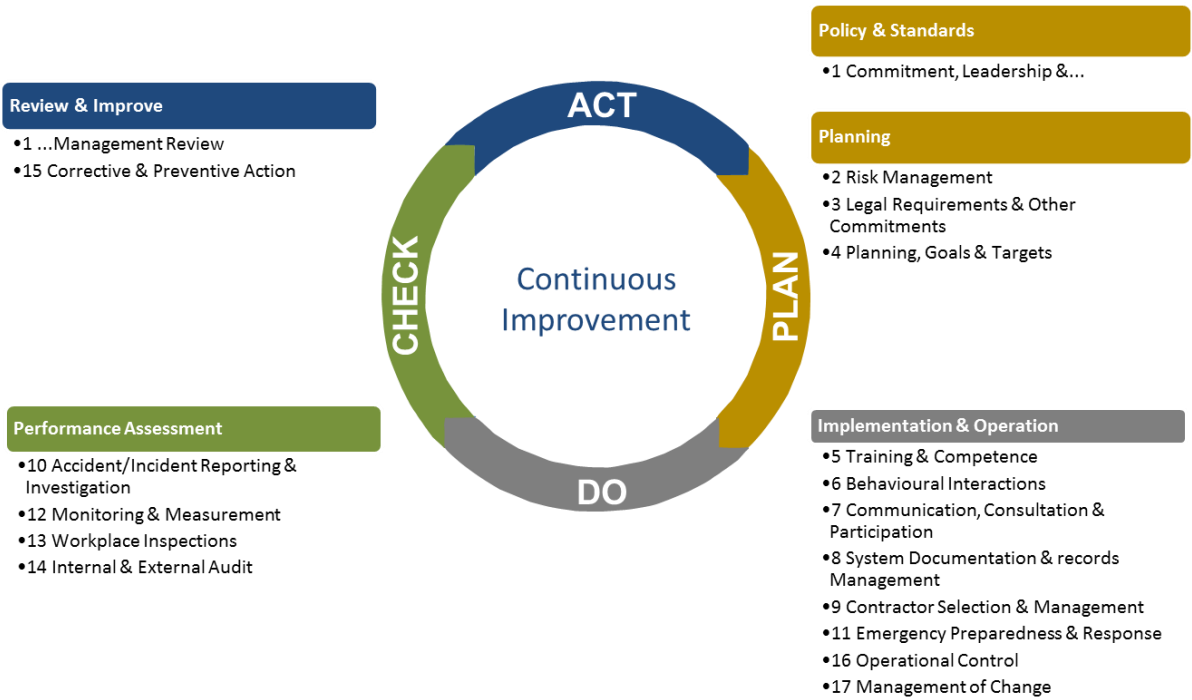 Policy & Standards
•1 Commitment, Leadership &...
Review & Improve
•1 ...Management Review
•15 Corrective & Preventive Action
ACT
Planning
•2 Risk Management
•3 Legal Requirements & Other
Commitments
•4 Planning, Goals & Targets
CHECK
Continuous
Improvement
PLAN
Performance Assessment
•10 Accident/Incident Reporting &
Investigation
•12 Monitoring & Measurement
•13 Workplace Inspections
•14 Internal & External Audit
DO
Implementation & Operation
•5 Training & Competence
•6 Behavioural Interactions
•7 Communication, Consultation &
Participation
•8 System Documentation & records
Management
•9 Contractor Selection & Management
•11 Emergency Preparedness & Response
•16 Operational Control
•17 Management of Change